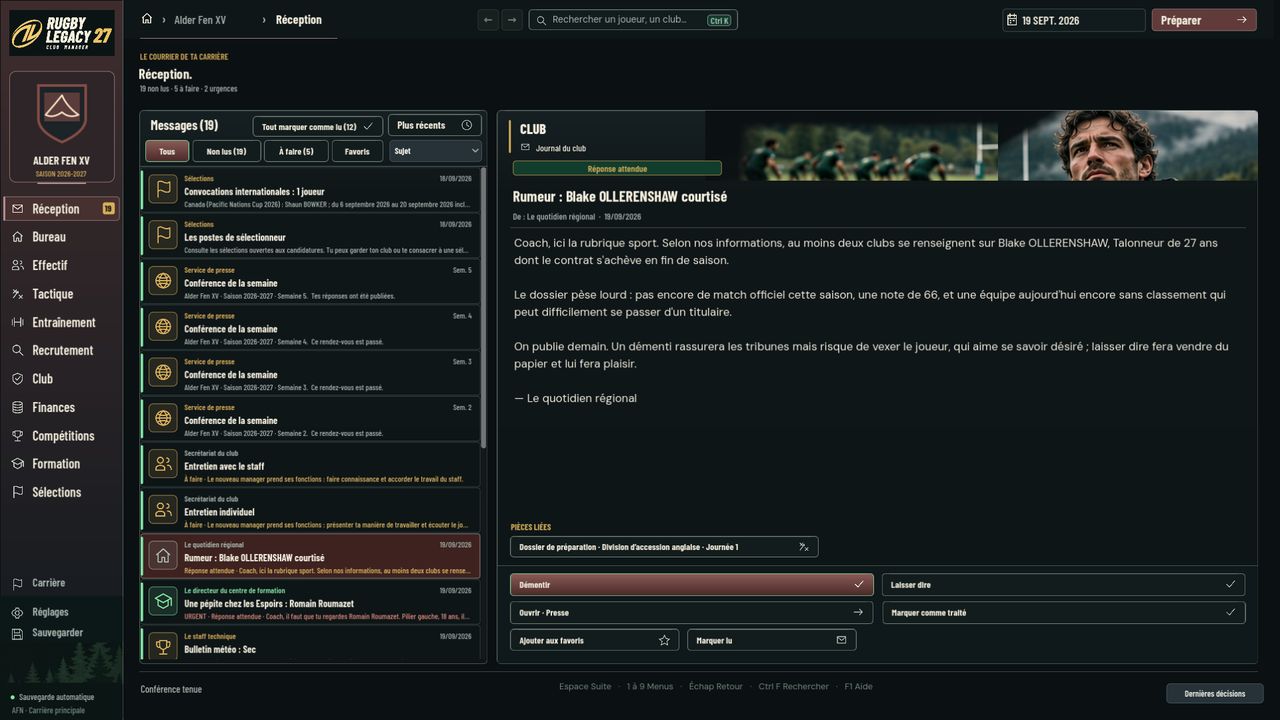 RUGBY
LEGACY 27
CLUB MANAGER
ALDER FEN XV
SAISON 2026-2027
Réception 19
Bureau
Effectif
Tactique
Entraînement
Recrutement
Club
Finances
Compétitions
Formation
Sélections
Carrière
Réglages
Sauvegarder
Sauvegarde automatique
AFN · Carrière principale
Alder Fen XV › Réception
Rechercher un joueur, un club... Ctrl K
19 SEPT. 2026
Préparer
LE COURRIER DE TA CARRIÈRE
Réception.
19 non lus · 5 à faire · 2 urgences
Messages (19)
Tout marquer comme lu (12)
Plus récents
Tous
Non lus (19)
À faire (5)
Favoris
Sujet
Sélections 18/09/2026
Convocations internationales : 1 joueur
Canada (Pacific Nations Cup 2026) : Shaun BOWKER ; du 6 septembre 2026 au 20 septembre 2026 incl...
Sélections 18/09/2026
Les postes de sélectionneur
Consulte les sélections ouvertes aux candidatures. Tu peux garder ton club ou te consacrer à une sél...
Service de presse Sem. 5
Conférence de la semaine
Alder Fen XV · Saison 2026-2027 · Semaine 5. Tes réponses ont été publiées.
Service de presse Sem. 4
Conférence de la semaine
Alder Fen XV · Saison 2026-2027 · Semaine 4. Ce rendez-vous est passé.
Service de presse Sem. 3
Conférence de la semaine
Alder Fen XV · Saison 2026-2027 · Semaine 3. Ce rendez-vous est passé.
Service de presse Sem. 2
Conférence de la semaine
Alder Fen XV · Saison 2026-2027 · Semaine 2. Ce rendez-vous est passé.
Secrétariat du club
Entretien avec le staff
À faire · Le nouveau manager prend ses fonctions : faire connaissance et accorder le travail du staff.
Secrétariat du club
Entretien individuel
À faire · Le nouveau manager prend ses fonctions : présenter ta manière de travailler et écouter le jo...
Le quotidien régional 19/09/2026
Rumeur : Blake OLLERENSHAW courtisé
Réponse attendue · Coach, ici la rubrique sport. Selon nos informations, au moins deux clubs se rense...
Le directeur du centre de formation 19/09/2026
Une pépite chez les Espoirs : Romain Roumazet
URGENT · Réponse attendue · Coach, il faut que tu regardes Romain Roumazet. Pilier gauche, 18 ans, il...
Le staff technique 19/09/2026
Bulletin météo : Sec
CLUB
Journal du club
Réponse attendue
Rumeur : Blake OLLERENSHAW courtisé
De : Le quotidien régional · 19/09/2026
Coach, ici la rubrique sport. Selon nos informations, au moins deux clubs se renseignent sur Blake OLLERENSHAW, Talonneur de 27 ans
dont le contrat s'achève en fin de saison.
Le dossier pèse lourd : pas encore de match officiel cette saison, une note de 66, et une équipe aujourd'hui encore sans classement qui
peut difficilement se passer d'un titulaire.
On publie demain. Un démenti rassurera les tribunes mais risque de vexer le joueur, qui aime se savoir désiré ; laisser dire fera vendre du
papier et lui fera plaisir.
— Le quotidien régional
PIÈCES LIÉES
Dossier de préparation · Division d'accession anglaise · Journée 1
Démentir
Laisser dire
Ouvrir · Presse
Marquer comme traité
Ajouter aux favoris
Marquer lu
Conférence tenue
Espace Suite · 1 à 9 Menus · Échap Retour · Ctrl F Rechercher · F1 Aide
Dernières décisions